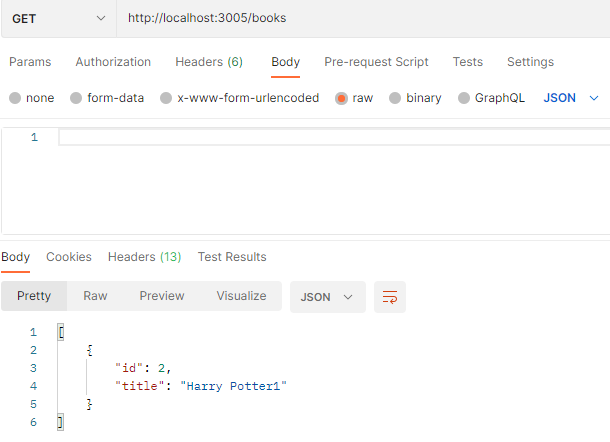 GET http://localhost:3005/books
Params Authorization Headers (6) Body Pre-request Script Tests Settings
none form-data x-www-form-urlencoded raw binary GraphQL JSON
1
Body Cookies Headers (13) Test Results
Pretty Raw Preview Visualize JSON
1 [
2 {
3 "id": 2,
4 "title": "Harry Potter1"
5 }
6 ]